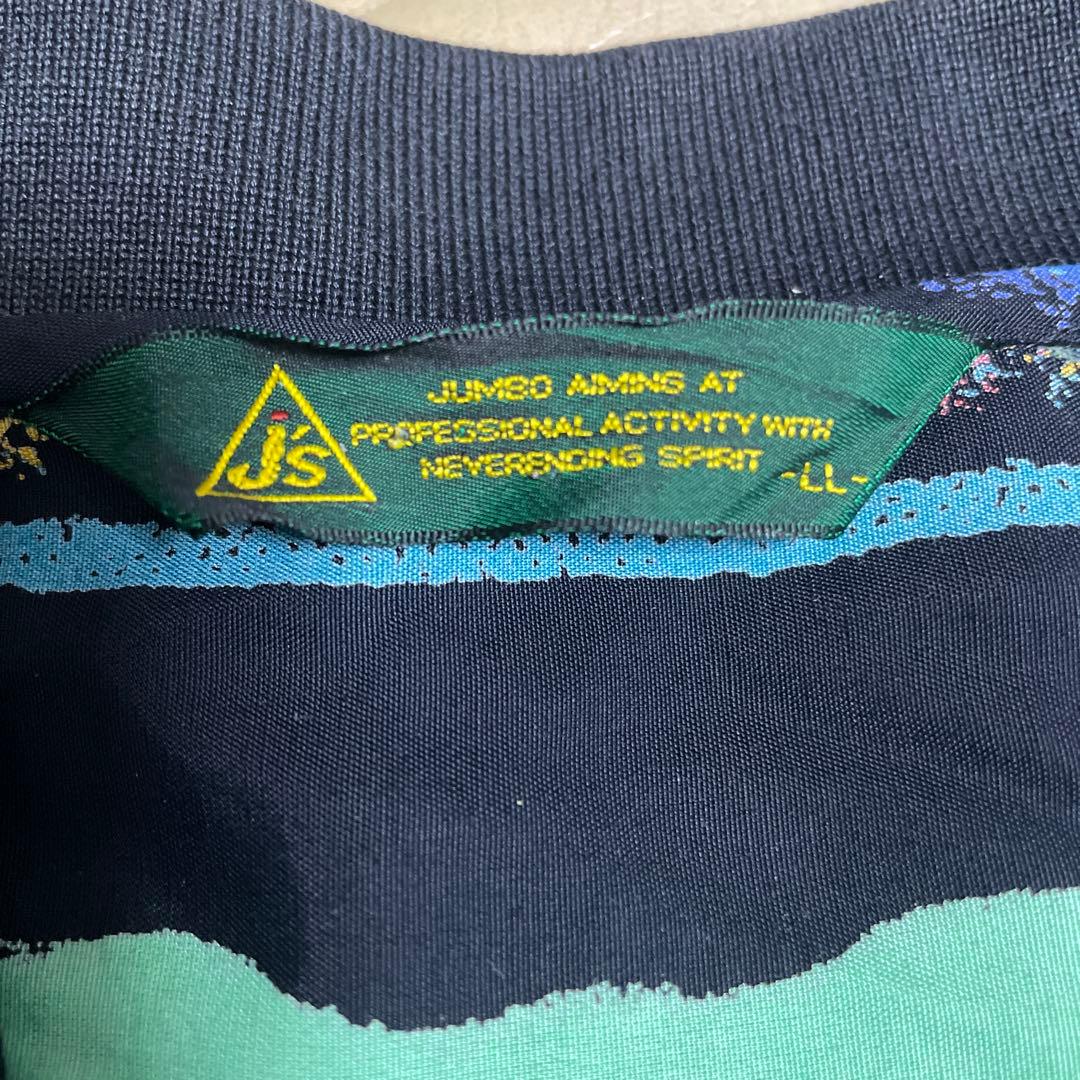 J's
JUMBO AIMING AT
PROFESSIONAL ACTIVITY WITH
NEVERENDING SPIRIT
-LL-